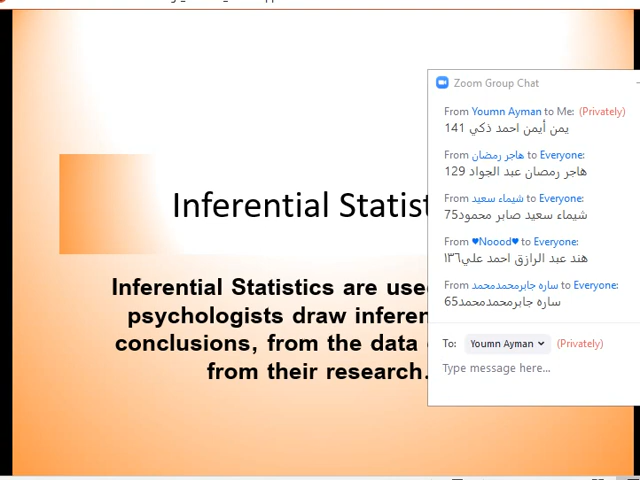 Inferential Statist
Inferential Statistics are use
psychologists draw inferen
conclusions, from the data
from their research.
Zoom Group Chat
From Youmn Ayman to Me: (Privately)
يمن أيمن احمد ذكي 141
From هاجر رمضان to Everyone:
هاجر رمصان عبد الجواد 129
From شيماء سعيد to Everyone:
شيماء سعيد صابر محمود75
From ♥Noood♥ to Everyone:
هند عبد الرازق احمد علي١٣٦
From ساره جابرمحمدمحمد to Everyone:
ساره جابرمحمدمحمد65
To: Youmn Ayman (Privately)
Type message here...